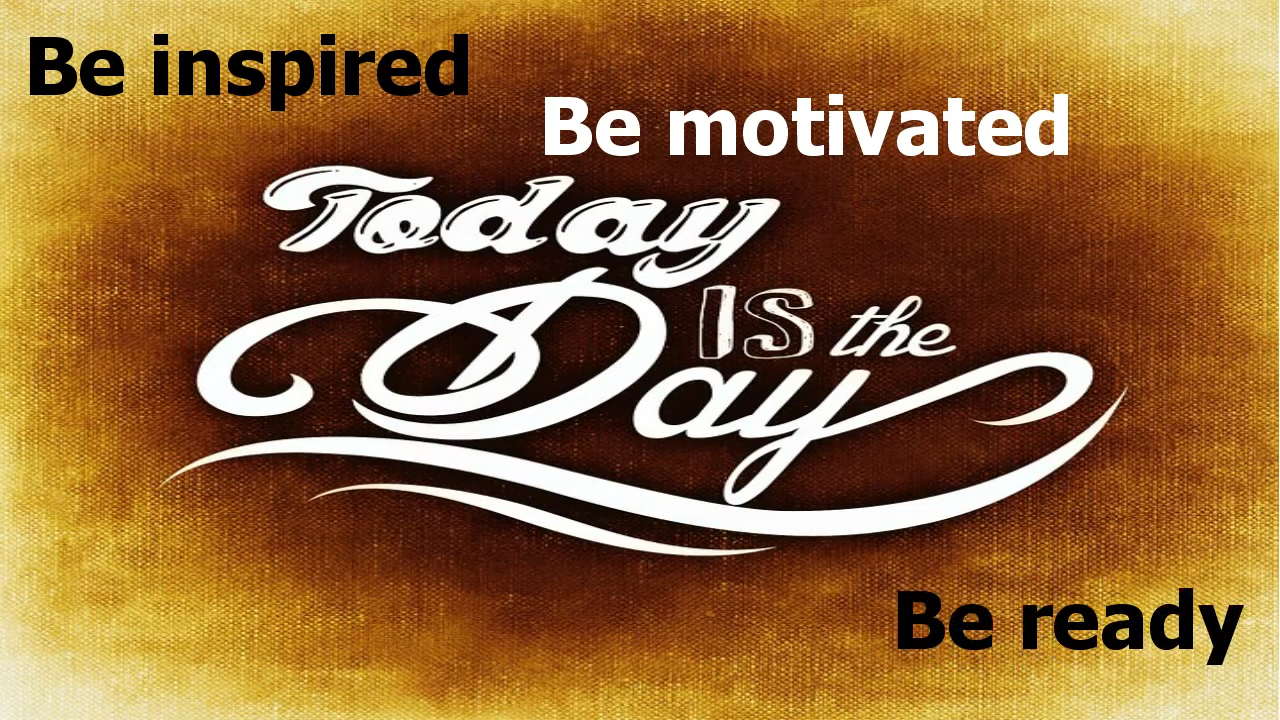 Be inspired
Be motivated
Today
IS the
Day
Be ready